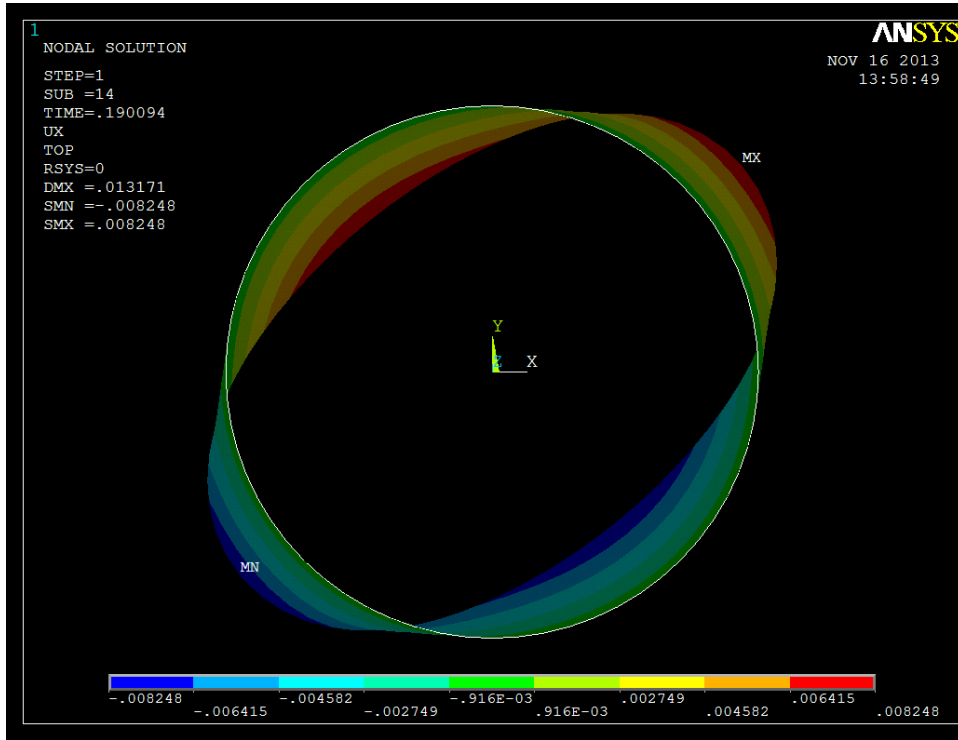 1
ANSYS
NODAL SOLUTION
NOV 16 2013
13:58:49
STEP=1
SUB =14
TIME=.190094
UX
TOP
RSYS=0
DMX =.013171
SMN =-.008248
SMX =.008248
MX
Y
Z X
MN
-.008248 -.004582 -.916E-03 .002749 .006415
-.006415 -.002749 .916E-03 .004582 .008248